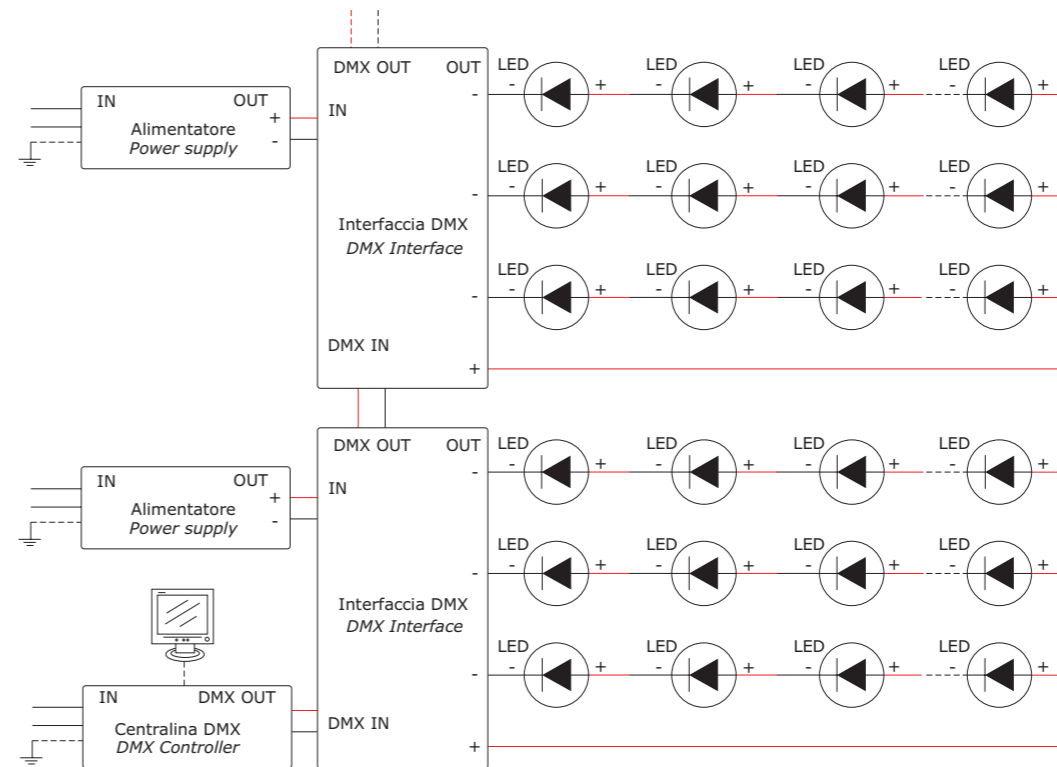 DMX OUT OUT
IN OUT
Alimentatore
Power supply
+
-
IN
Interfaccia DMX
DMX Interface
DMX IN
-
-
-
+
LED LED LED LED
- + - + - + - +
LED LED LED LED
- + - + - + - +
LED LED LED LED
- + - + - + - +
DMX OUT OUT
IN OUT
Alimentatore
Power supply
+
-
IN
Interfaccia DMX
DMX Interface
DMX IN
-
-
-
+
LED LED LED LED
- + - + - + - +
LED LED LED LED
- + - + - + - +
LED LED LED LED
- + - + - + - +
IN DMX OUT
Centralina DMX
DMX Controller